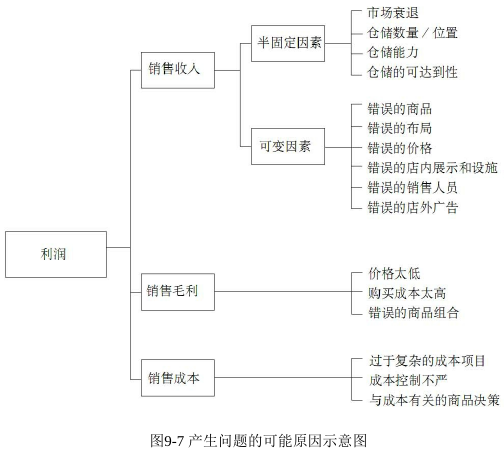 利润
销售收入
半固定因素
市场衰退
仓储数量／位置
仓储能力
仓储的可达到性
可变因素
错误的商品
错误的布局
错误的价格
错误的店内展示和设施
错误的销售人员
错误的店外广告
销售毛利
价格太低
购买成本太高
错误的商品组合
销售成本
过于复杂的成本项目
成本控制不严
与成本有关的商品决策
图9-7 产生问题的可能原因示意图